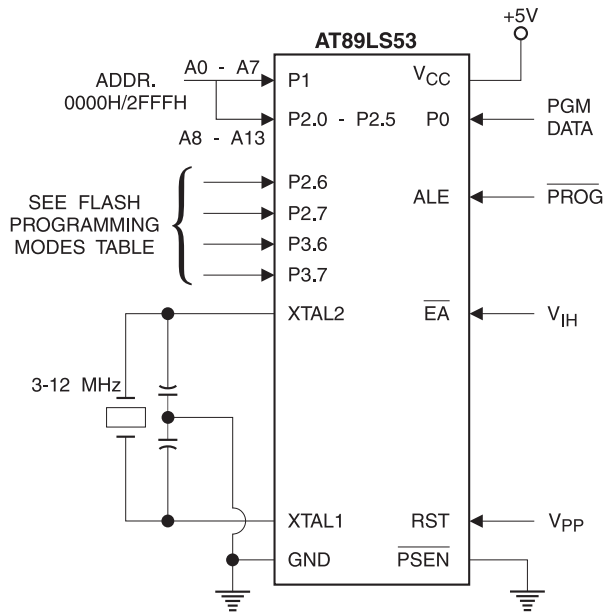 +5V
AT89LS53
ADDR.
0000H/2FFFH
A0 - A7
P1
VCC
A8 - A13
P2.0 - P2.5
P0
PGM
DATA
SEE FLASH
PROGRAMMING
MODES TABLE
P2.6
P2.7
P3.6
P3.7
ALE
PROG
XTAL2
EA
VIH
3-12 MHz
XTAL1
RST
VPP
GND
PSEN